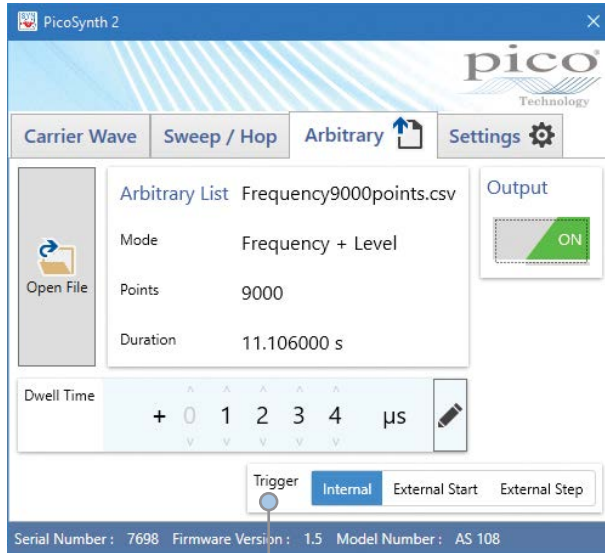 PicoSynth 2
pico
Technology
Carrier Wave Sweep / Hop Arbitrary Settings
Open File
Arbitrary List Frequency9000points.csv
Mode Frequency + Level
Points 9000
Duration 11.106000 s
Output
ON
Dwell Time + 0 1 2 3 4 µs
Trigger Internal External Start External Step
Serial Number : 7698 Firmware Version : 1.5 Model Number : AS 108